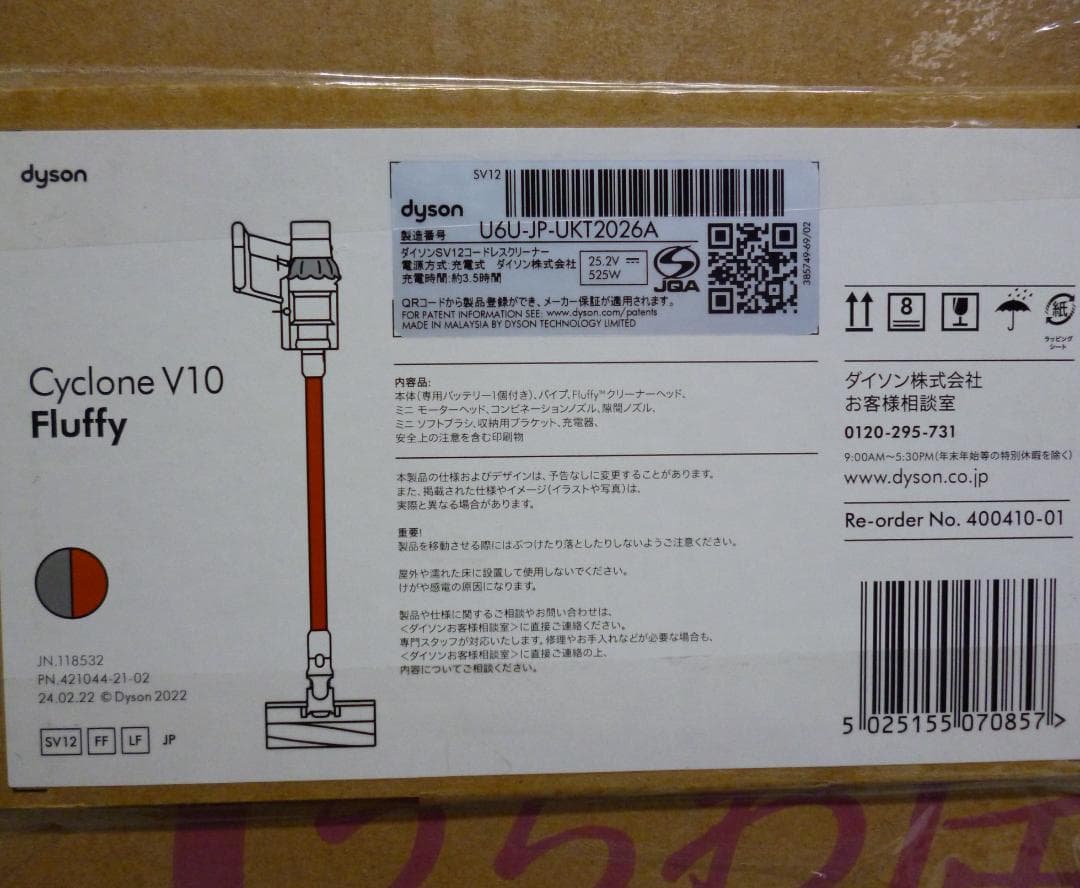 dyson
Cyclone V10
Fluffy
JN.118532
PN.421044-21-02
24.02.22 ©Dyson 2022
SV12 FF LF JP
SV12
dyson
製造番号 U6U-JP-UKT2026A
ダイソンSV12コードレスクリーナー
電源方式:充電式 ダイソン株式会社
充電時間:約3.5時間
25.2V
525W
JQA
385749-69/02
QRコードから製品登録ができ、メーカー保証が適用されます。
FOR PATENT INFORMATION SEE: www.dyson.com/patents
MADE IN MALAYSIA BY DYSON TECHNOLOGY LIMITED
内容品:
本体(専用バッテリー1個付き)、パイプ、Fluffy™クリーナーヘッド、
ミニ モーターヘッド、コンビネーションノズル、隙間ノズル、
ミニ ソフトブラシ、収納用ブラケット、充電器、
安全上の注意を含む印刷物
本製品の仕様およびデザインは、予告なしに変更することがあります。
また、掲載された仕様やイメージ(イラストや写真)は、
実際と異なる場合があります。
重要!
製品を移動させる際にはぶつけたり落としたりしないようご注意ください。
屋外や濡れた床に設置して使用しないでください。
けがや感電の原因になります。
製品や仕様に関するご相談やお問い合わせは、
<ダイソンお客様相談室>に直接ご連絡ください。
専門スタッフが対応いたします。修理やお手入れなどが必要な場合も、
<ダイソンお客様相談室>に直接ご連絡の上、
内容についてご相談ください。
8
紙
ラッピング
シート
ダイソン株式会社
お客様相談室
0120-295-731
9:00AM〜5:30PM(年末年始等の特別休暇を除く)
www.dyson.co.jp
Re-order No. 400410-01
5 025155 070857 >
うちわほ